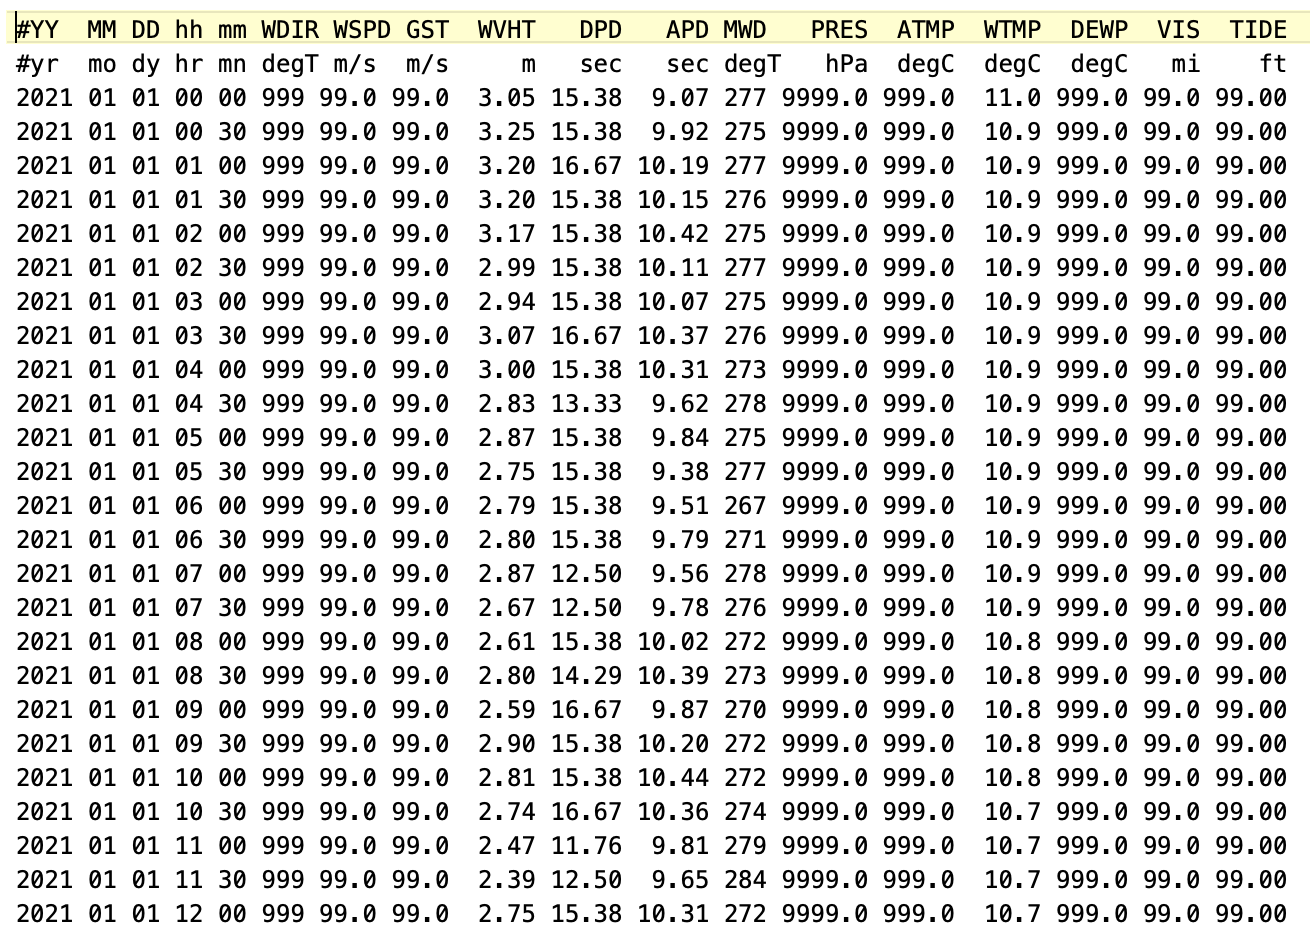 #YY  MM DD hh mm WDIR WSPD GST  WVHT   DPD   APD MWD   PRES  ATMP  WTMP  DEWP  VIS  TIDE
#yr  mo dy hr mn degT m/s  m/s     m   sec   sec degT   hPa  degC  degC  degC   mi    ft
2021 01 01 00 00 999 99.0 99.0  3.05 15.38  9.07 277 9999.0 999.0  11.0 999.0 99.0 99.00
2021 01 01 00 30 999 99.0 99.0  3.25 15.38  9.92 275 9999.0 999.0  10.9 999.0 99.0 99.00
2021 01 01 01 00 999 99.0 99.0  3.20 16.67 10.19 277 9999.0 999.0  10.9 999.0 99.0 99.00
2021 01 01 01 30 999 99.0 99.0  3.20 15.38 10.15 276 9999.0 999.0  10.9 999.0 99.0 99.00
2021 01 01 02 00 999 99.0 99.0  3.17 15.38 10.42 275 9999.0 999.0  10.9 999.0 99.0 99.00
2021 01 01 02 30 999 99.0 99.0  2.99 15.38 10.11 277 9999.0 999.0  10.9 999.0 99.0 99.00
2021 01 01 03 00 999 99.0 99.0  2.94 15.38 10.07 275 9999.0 999.0  10.9 999.0 99.0 99.00
2021 01 01 03 30 999 99.0 99.0  3.07 16.67 10.37 276 9999.0 999.0  10.9 999.0 99.0 99.00
2021 01 01 04 00 999 99.0 99.0  3.00 15.38 10.31 273 9999.0 999.0  10.9 999.0 99.0 99.00
2021 01 01 04 30 999 99.0 99.0  2.83 13.33  9.62 278 9999.0 999.0  10.9 999.0 99.0 99.00
2021 01 01 05 00 999 99.0 99.0  2.87 15.38  9.84 275 9999.0 999.0  10.9 999.0 99.0 99.00
2021 01 01 05 30 999 99.0 99.0  2.75 15.38  9.38 277 9999.0 999.0  10.9 999.0 99.0 99.00
2021 01 01 06 00 999 99.0 99.0  2.79 15.38  9.51 267 9999.0 999.0  10.9 999.0 99.0 99.00
2021 01 01 06 30 999 99.0 99.0  2.80 15.38  9.79 271 9999.0 999.0  10.9 999.0 99.0 99.00
2021 01 01 07 00 999 99.0 99.0  2.87 12.50  9.56 278 9999.0 999.0  10.9 999.0 99.0 99.00
2021 01 01 07 30 999 99.0 99.0  2.67 12.50  9.78 276 9999.0 999.0  10.9 999.0 99.0 99.00
2021 01 01 08 00 999 99.0 99.0  2.61 15.38 10.02 272 9999.0 999.0  10.8 999.0 99.0 99.00
2021 01 01 08 30 999 99.0 99.0  2.80 14.29 10.39 273 9999.0 999.0  10.8 999.0 99.0 99.00
2021 01 01 09 00 999 99.0 99.0  2.59 16.67  9.87 270 9999.0 999.0  10.8 999.0 99.0 99.00
2021 01 01 09 30 999 99.0 99.0  2.90 15.38 10.20 272 9999.0 999.0  10.8 999.0 99.0 99.00
2021 01 01 10 00 999 99.0 99.0  2.81 15.38 10.44 272 9999.0 999.0  10.8 999.0 99.0 99.00
2021 01 01 10 30 999 99.0 99.0  2.74 16.67 10.36 274 9999.0 999.0  10.7 999.0 99.0 99.00
2021 01 01 11 00 999 99.0 99.0  2.47 11.76  9.81 279 9999.0 999.0  10.7 999.0 99.0 99.00
2021 01 01 11 30 999 99.0 99.0  2.39 12.50  9.65 284 9999.0 999.0  10.7 999.0 99.0 99.00
2021 01 01 12 00 999 99.0 99.0  2.75 15.38 10.31 272 9999.0 999.0  10.7 999.0 99.0 99.00